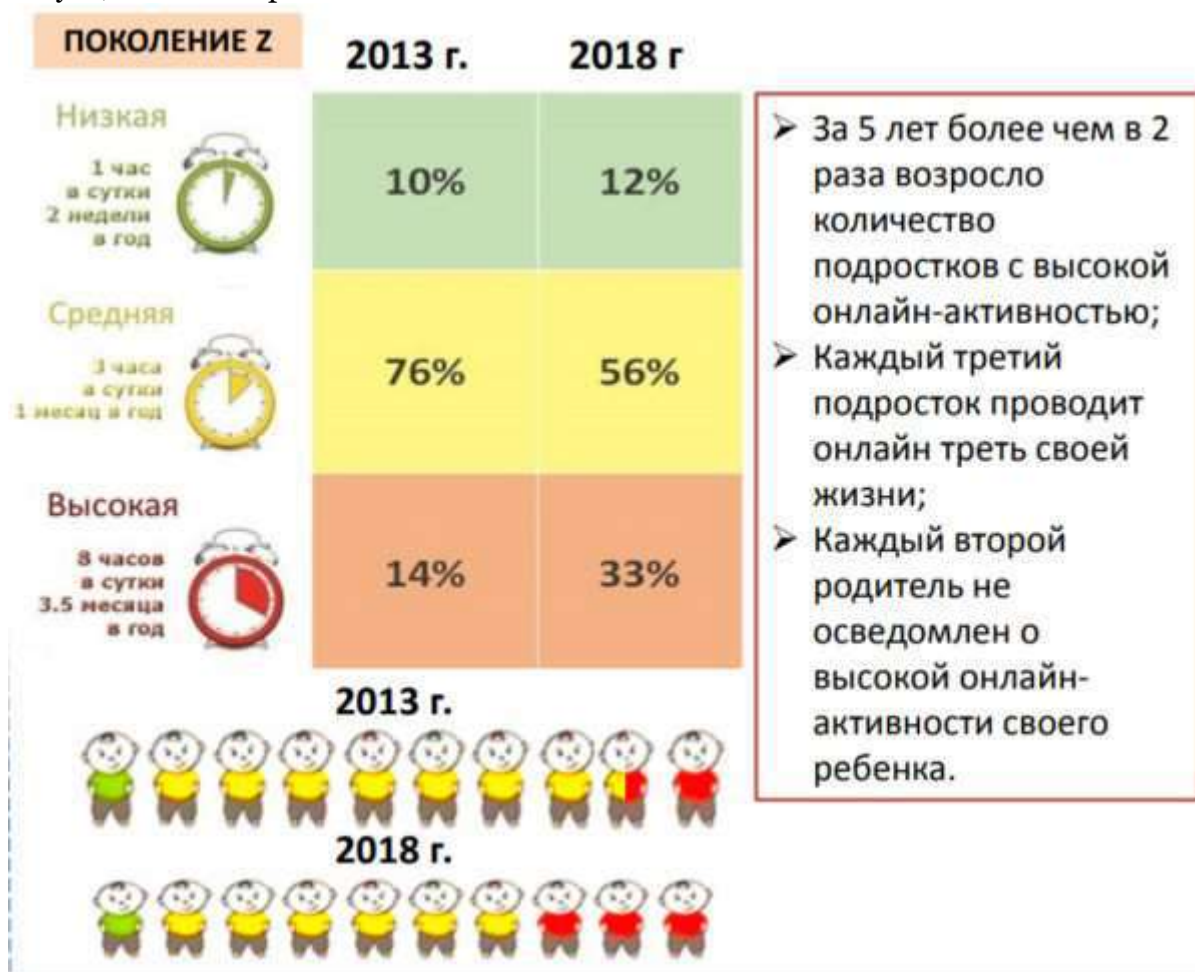 ПОКОЛЕНИЕ Z
2013 г.
2018 г
Низкая
1 час
в сутки
2 недели
в год
10%
12%
Средняя
3 часа
в сутки
1 месяц в год
76%
56%
Высокая
8 часов
в сутки
3.5 месяца
в год
14%
33%
➢ За 5 лет более чем в 2
раза возросло
количество
подростков с высокой
онлайн-активностью;
➢ Каждый третий
подросток проводит
онлайн треть своей
жизни;
➢ Каждый второй
родитель не
осведомлен о
высокой онлайн-
активности своего
ребенка.
2013 г.
2018 г.